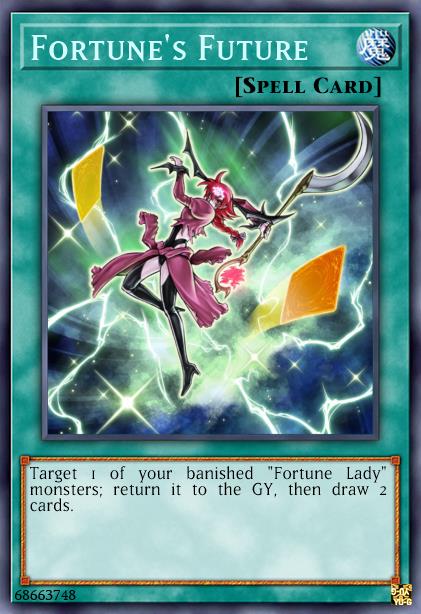 Fortune's Future
[Spell Card]
Target 1 of your banished "Fortune Lady"
monsters; return it to the GY, then draw 2
cards.
68663748